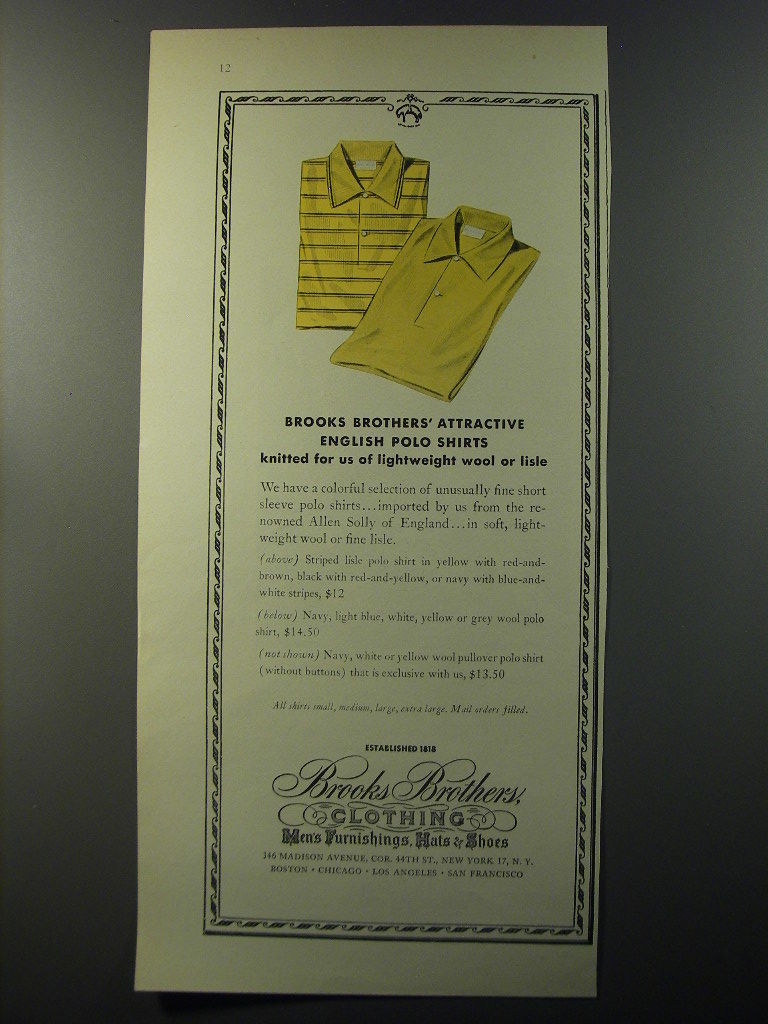 12
BROOKS BROTHERS' ATTRACTIVE
ENGLISH POLO SHIRTS
knitted for us of lightweight wool or lisle
We have a colorful selection of unusually fine short
sleeve polo shirts...imported by us from the re-
nowned Allen Solly of England...in soft, light-
weight wool or fine lisle.
(above) Striped lisle polo shirt in yellow with red-and-
brown, black with red-and-yellow, or navy with blue-and-
white stripes, $12
(below) Navy, light blue, white, yellow or grey wool polo
shirt, $14.50
(not shown) Navy, white or yellow wool pullover polo shirt
(without buttons) that is exclusive with us, $13.50
All shirts small, medium, large, extra large. Mail orders filled.
ESTABLISHED 1818
Brooks Brothers,
CLOTHING
Men's Furnishings, Hats & Shoes
346 MADISON AVENUE, COR. 44TH ST., NEW YORK 17, N. Y.
BOSTON • CHICAGO • LOS ANGELES • SAN FRANCISCO